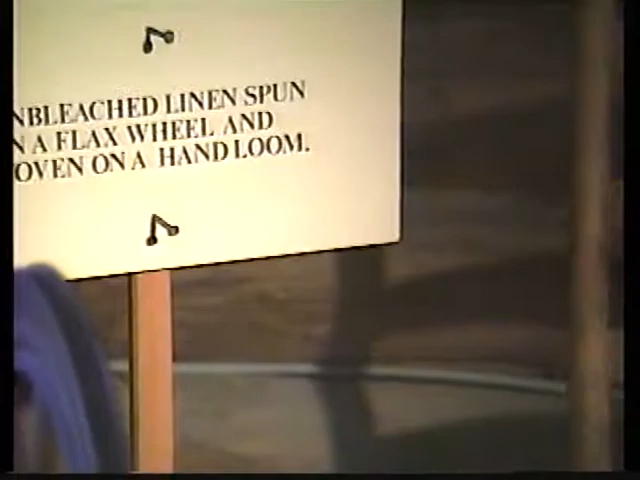 NBLEACHED LINEN SPUN
N A FLAX WHEEL AND
OVEN ON A HAND LOOM.